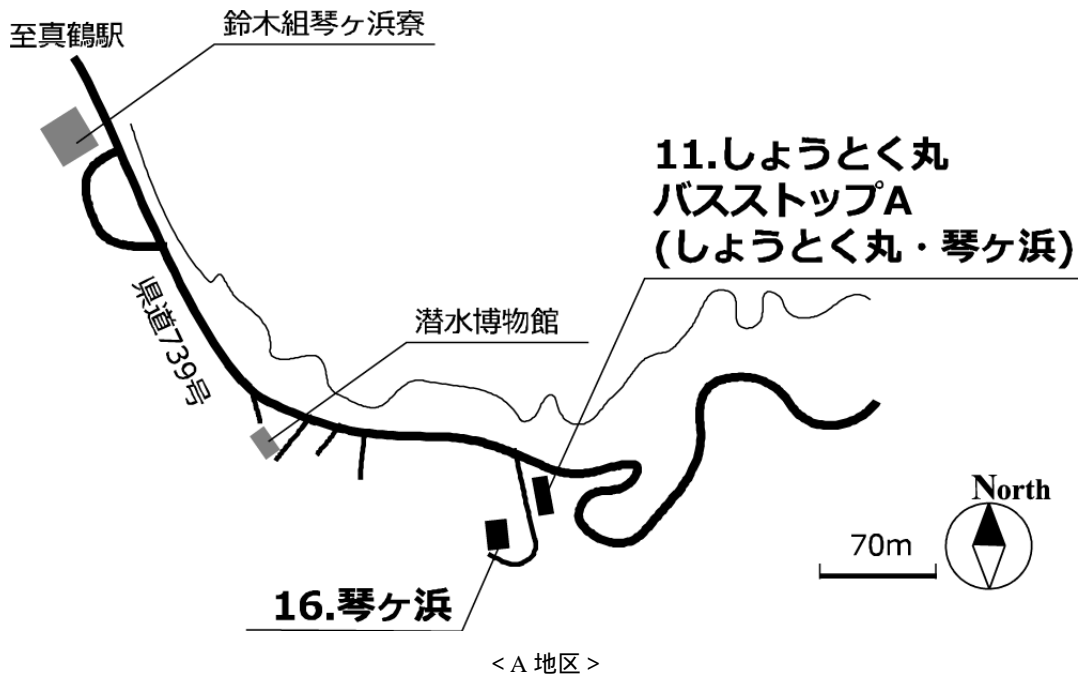 鈴木組琴ヶ浜寮
至真鶴駅
11.しょうとく丸
バスストップA
(しょうとく丸・琴ヶ浜)
県道739号
潜水博物館
North
70m
16.琴ヶ浜
< A 地区 >